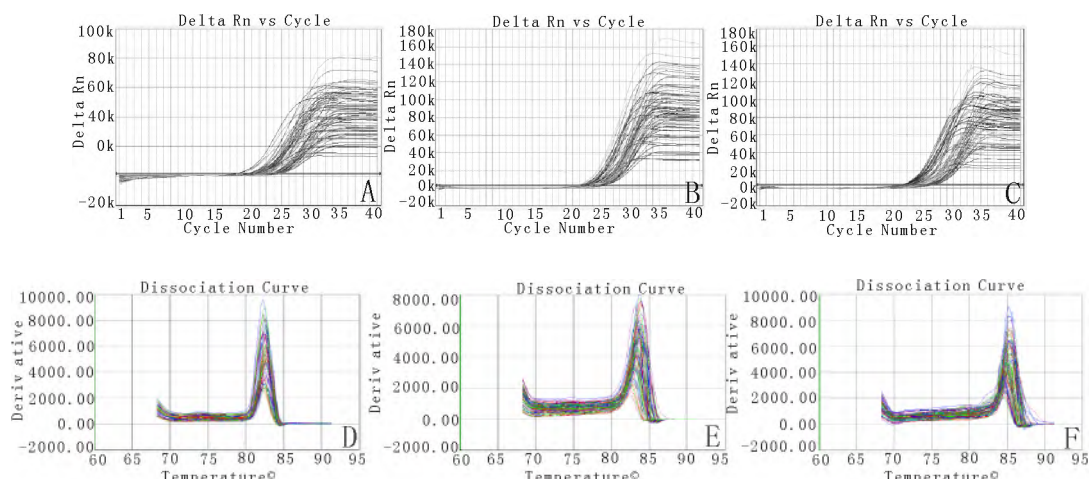 Delta Rn vs Cycle
100k
80k
60k
40k
0k
-20k
Delta Rn
1 5 10 15 20 25 30 35 40
Cycle Number
A
Delta Rn vs Cycle
180k
160k
140k
120k
100k
80k
60k
40k
20k
0k
-20k
Delta Rn
1 5 10 15 20 25 30 35 40
Cycle Number
B
Delta Rn vs Cycle
180k
160k
140k
120k
100k
80k
60k
40k
20k
0k
-20k
Delta Rn
1 5 10 15 20 25 30 35 40
Cycle Number
C
Dissociation Curve
10000.00
8000.00
6000.00
4000.00
2000.00
0.00
-2000.00
Deriv ative
60 65 70 75 80 85 90 95
Temperature©
D
Dissociation Curve
8000.00
6000.00
4000.00
2000.00
0.00
-2000.00
Derivative
60 65 70 75 80 85 90 95
Temperature©
E
Dissociation Curve
10000.00
8000.00
6000.00
4000.00
2000.00
0.00
-2000.00
Deriv ative
60 65 70 75 80 85 90 95
Temperature©
F